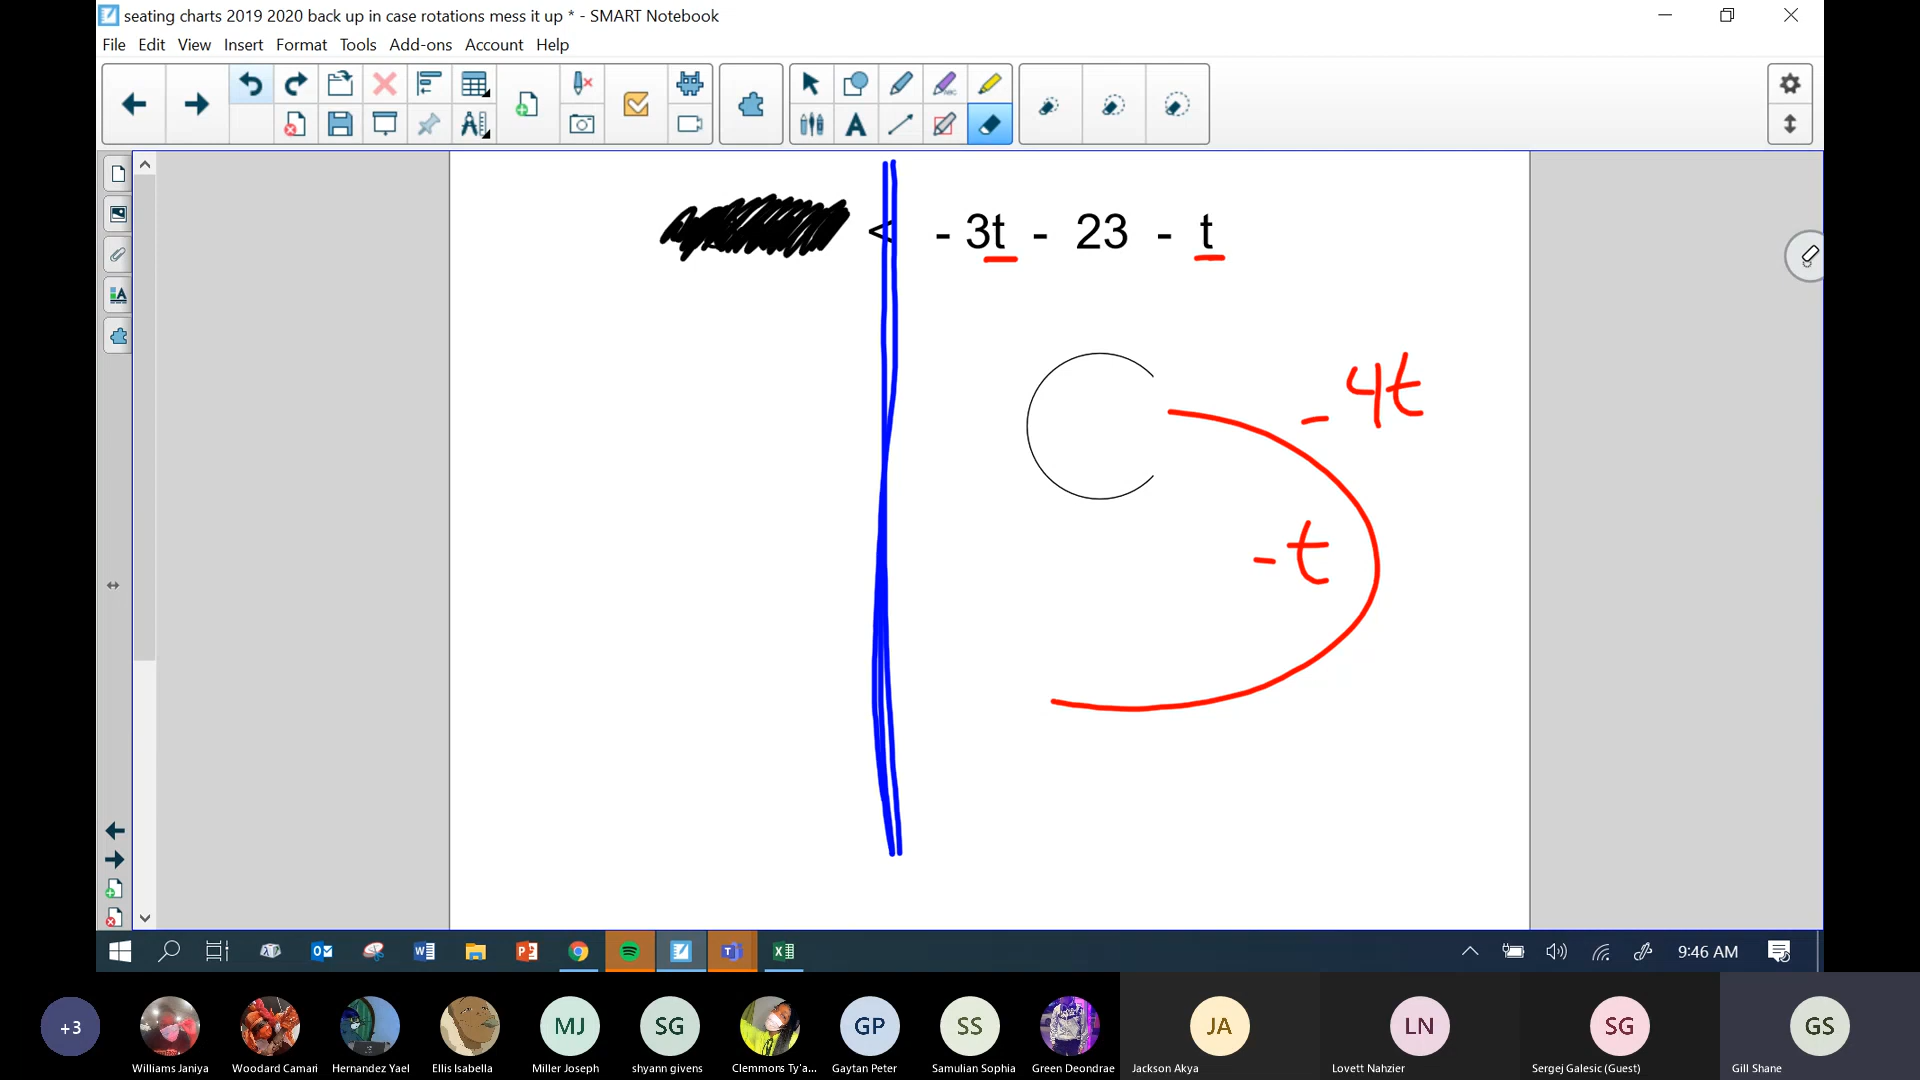 seating charts 2019 2020 back up in case rotations mess it up * - SMART Notebook
File Edit View Insert Format Tools Add-ons Account Help
< - 3t - 23 - t
- 4t
- t
9:46 AM
+3 MJ SG GP SS JA LN SG GS
Williams Janiya Woodard Camari Hernandez Yael Ellis Isabella Miller Joseph shyann givens Clemmons Ty'a... Gaytan Peter Samulian Sophia Green Deondrae Jackson Akya Lovett Nahzier Sergej Galesic (Guest) Gill Shane